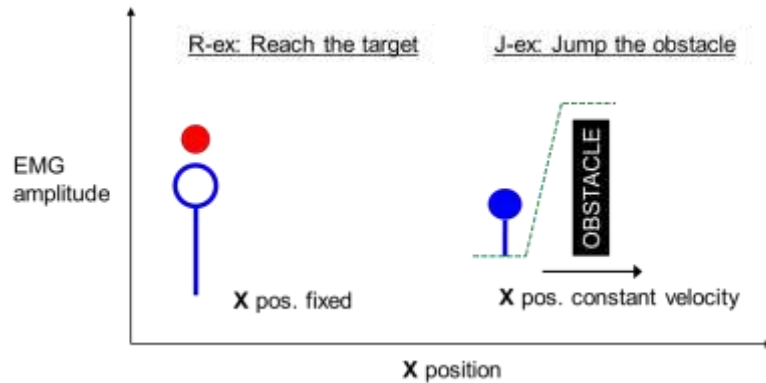 R-ex: Reach the target
J-ex: Jump the obstacle
EMG
amplitude
OBSTACLE
X pos. fixed
X pos. constant velocity
X position